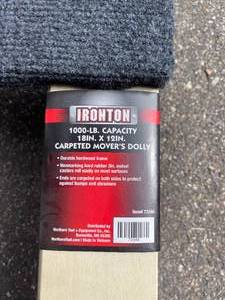 IRONTON
1000-LB. CAPACITY
18IN. X 12IN.
CARPETED MOVER'S DOLLY
• Durable hardwood frame
• Nonmarking hard rubber 3in. swivel
casters roll easily on most surfaces
• Ends are carpeted on both sides to protect
against bumps and abrasions
Distributed by
Northern Tool + Equipment Co., Inc.
Burnsville, MN 55306
NorthernTool.com | Made in Vietnam